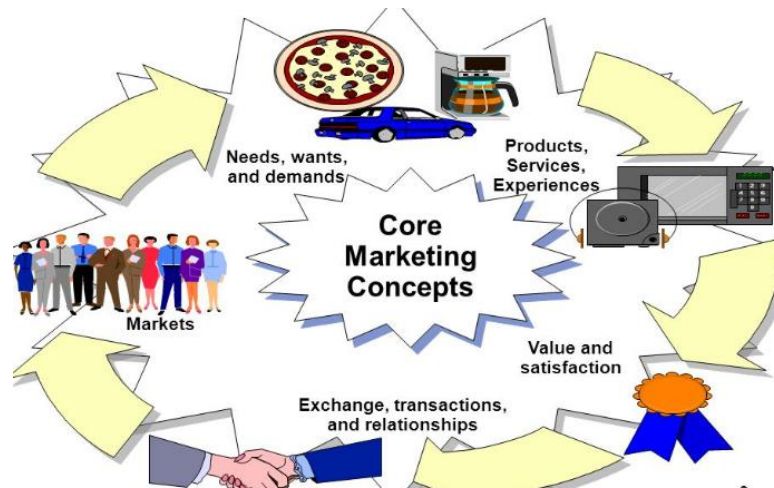 Needs, wants,
and demands
Products,
Services,
Experiences
Core
Marketing
Concepts
Markets
Value and
satisfaction
Exchange, transactions,
and relationships